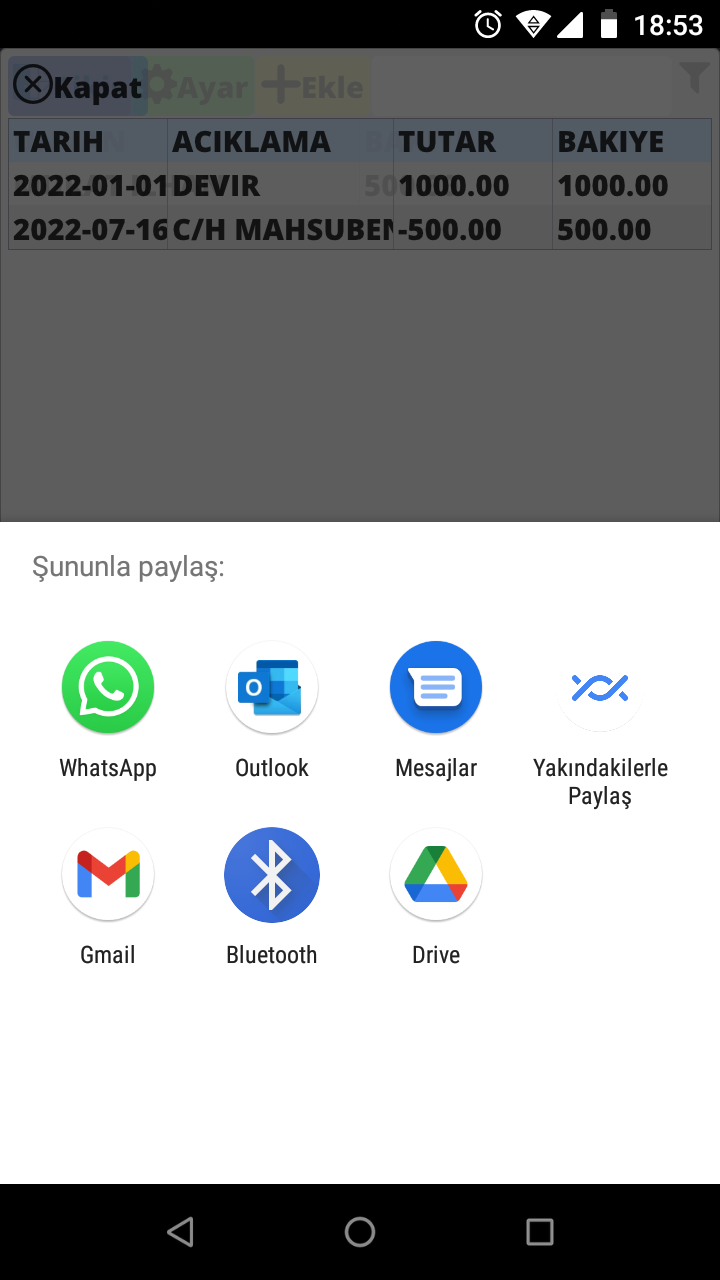 18:53
Kapat Ayar Ekle
TARIH ACIKLAMA TUTAR BAKIYE
2022-01-01 DEVIR 1000.00 1000.00
2022-07-16 C/H MAHSUBEN -500.00 500.00
Şununla paylaş:
WhatsApp Outlook Mesajlar Yakındakilerle
Paylaş
Gmail Bluetooth Drive